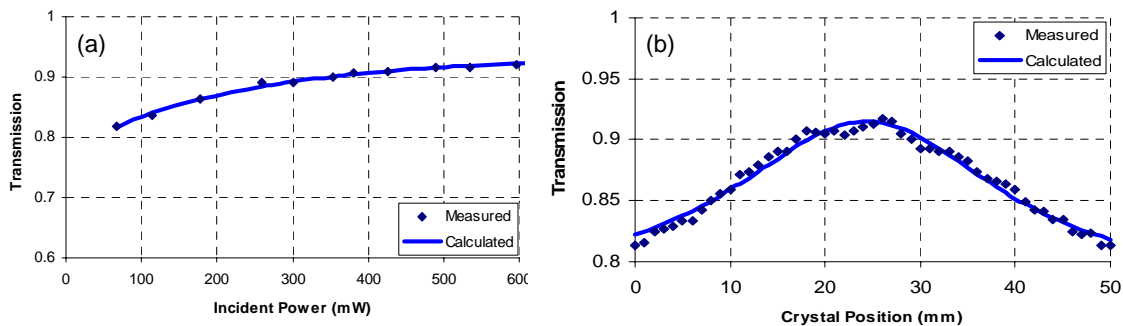 (a)
Transmission
1
0.9
0.8
0.7
0.6
0
100
200
300
400
500
600
Incident Power (mW)
Measured
Calculated
(b)
Transmission
1
0.95
0.9
0.85
0.8
0
10
20
30
40
50
Crystal Position (mm)
Measured
Calculated